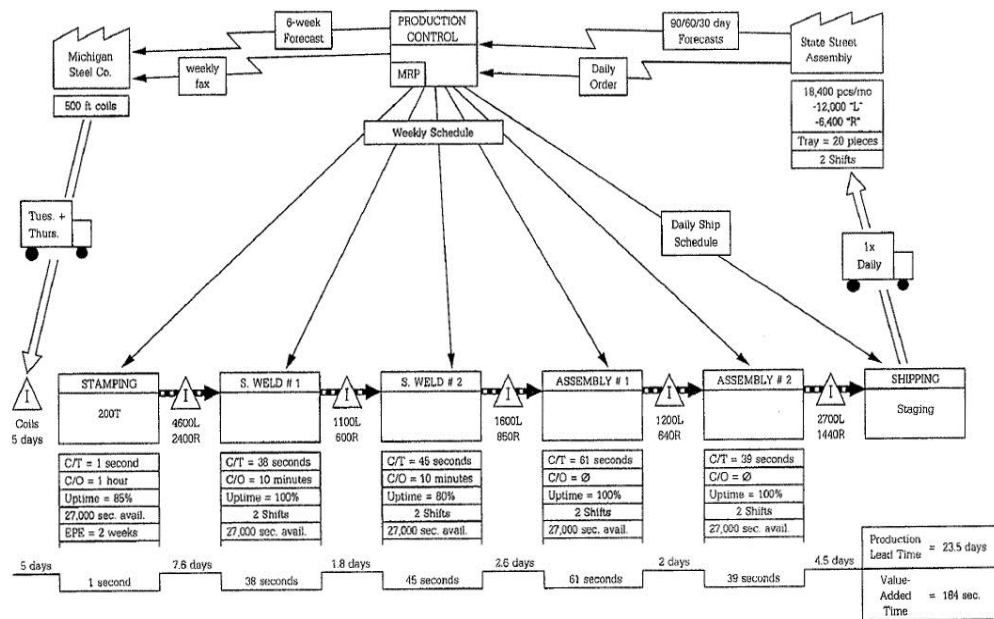 Michigan
Steel Co.
500 ft coils
6-week
Forecast
weekly
fax
PRODUCTION
CONTROL
MRP
90/60/30 day
Forecasts
Daily
Order
State Street
Assembly
18,400 pcs/mo
-12,000 "L"
-6,400 "R"
Tray = 20 pieces
2 Shifts
Weekly Schedule
Tues. +
Thurs.
Daily Ship
Schedule
1x
Daily
I
Coils
5 days
STAMPING
200T
C/T = 1 second
C/O = 1 hour
Uptime = 85%
27,000 sec. avail.
EPE = 2 weeks
I
4600L
2400R
S. WELD # 1
C/T = 38 seconds
C/O = 10 minutes
Uptime = 100%
2 Shifts
27,000 sec. avail.
I
1100L
600R
S. WELD # 2
C/T = 45 seconds
C/O = 10 minutes
Uptime = 80%
2 Shifts
27,000 sec. avail.
I
1600L
850R
ASSEMBLY # 1
C/T = 61 seconds
C/O = Ø
Uptime = 100%
2 Shifts
27,000 sec. avail.
I
1200L
640R
ASSEMBLY # 2
C/T = 39 seconds
C/O = Ø
Uptime = 100%
2 Shifts
27,000 sec. avail.
I
2700L
1440R
SHIPPING
Staging
5 days
1 second
7.6 days
38 seconds
1.8 days
45 seconds
2.6 days
61 seconds
2 days
39 seconds
4.5 days
Production
Lead Time = 23.5 days
Value-
Added = 184 sec.
Time